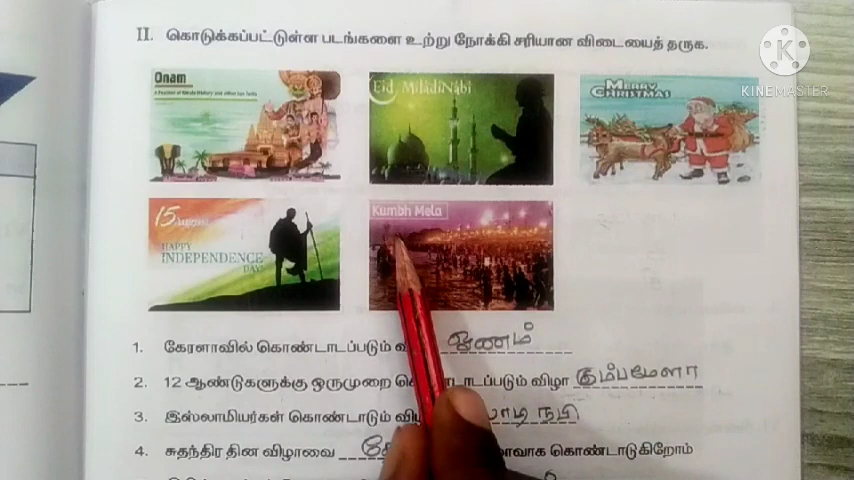 II. கொடுக்கப்பட்டுள்ள படங்களை உற்று நோக்கி சரியான விடையைத் தருக.
KINEMASTER
Onam
Eid MiladiNabi
MERRY CHRISTMAS
15
HAPPY
INDEPENDENCE
DAY
Kumbh Mela
1. கேரளாவில் கொண்டாடப்படும் ஓணம்
2. 12 ஆண்டுகளுக்கு ஒருமுறை விழா கும்பமேளா
3. இஸ்லாமியர்கள் கொண்டாடும் நபி
4. சுதந்திர தின விழாவை கொண்டாடுகிறோம்